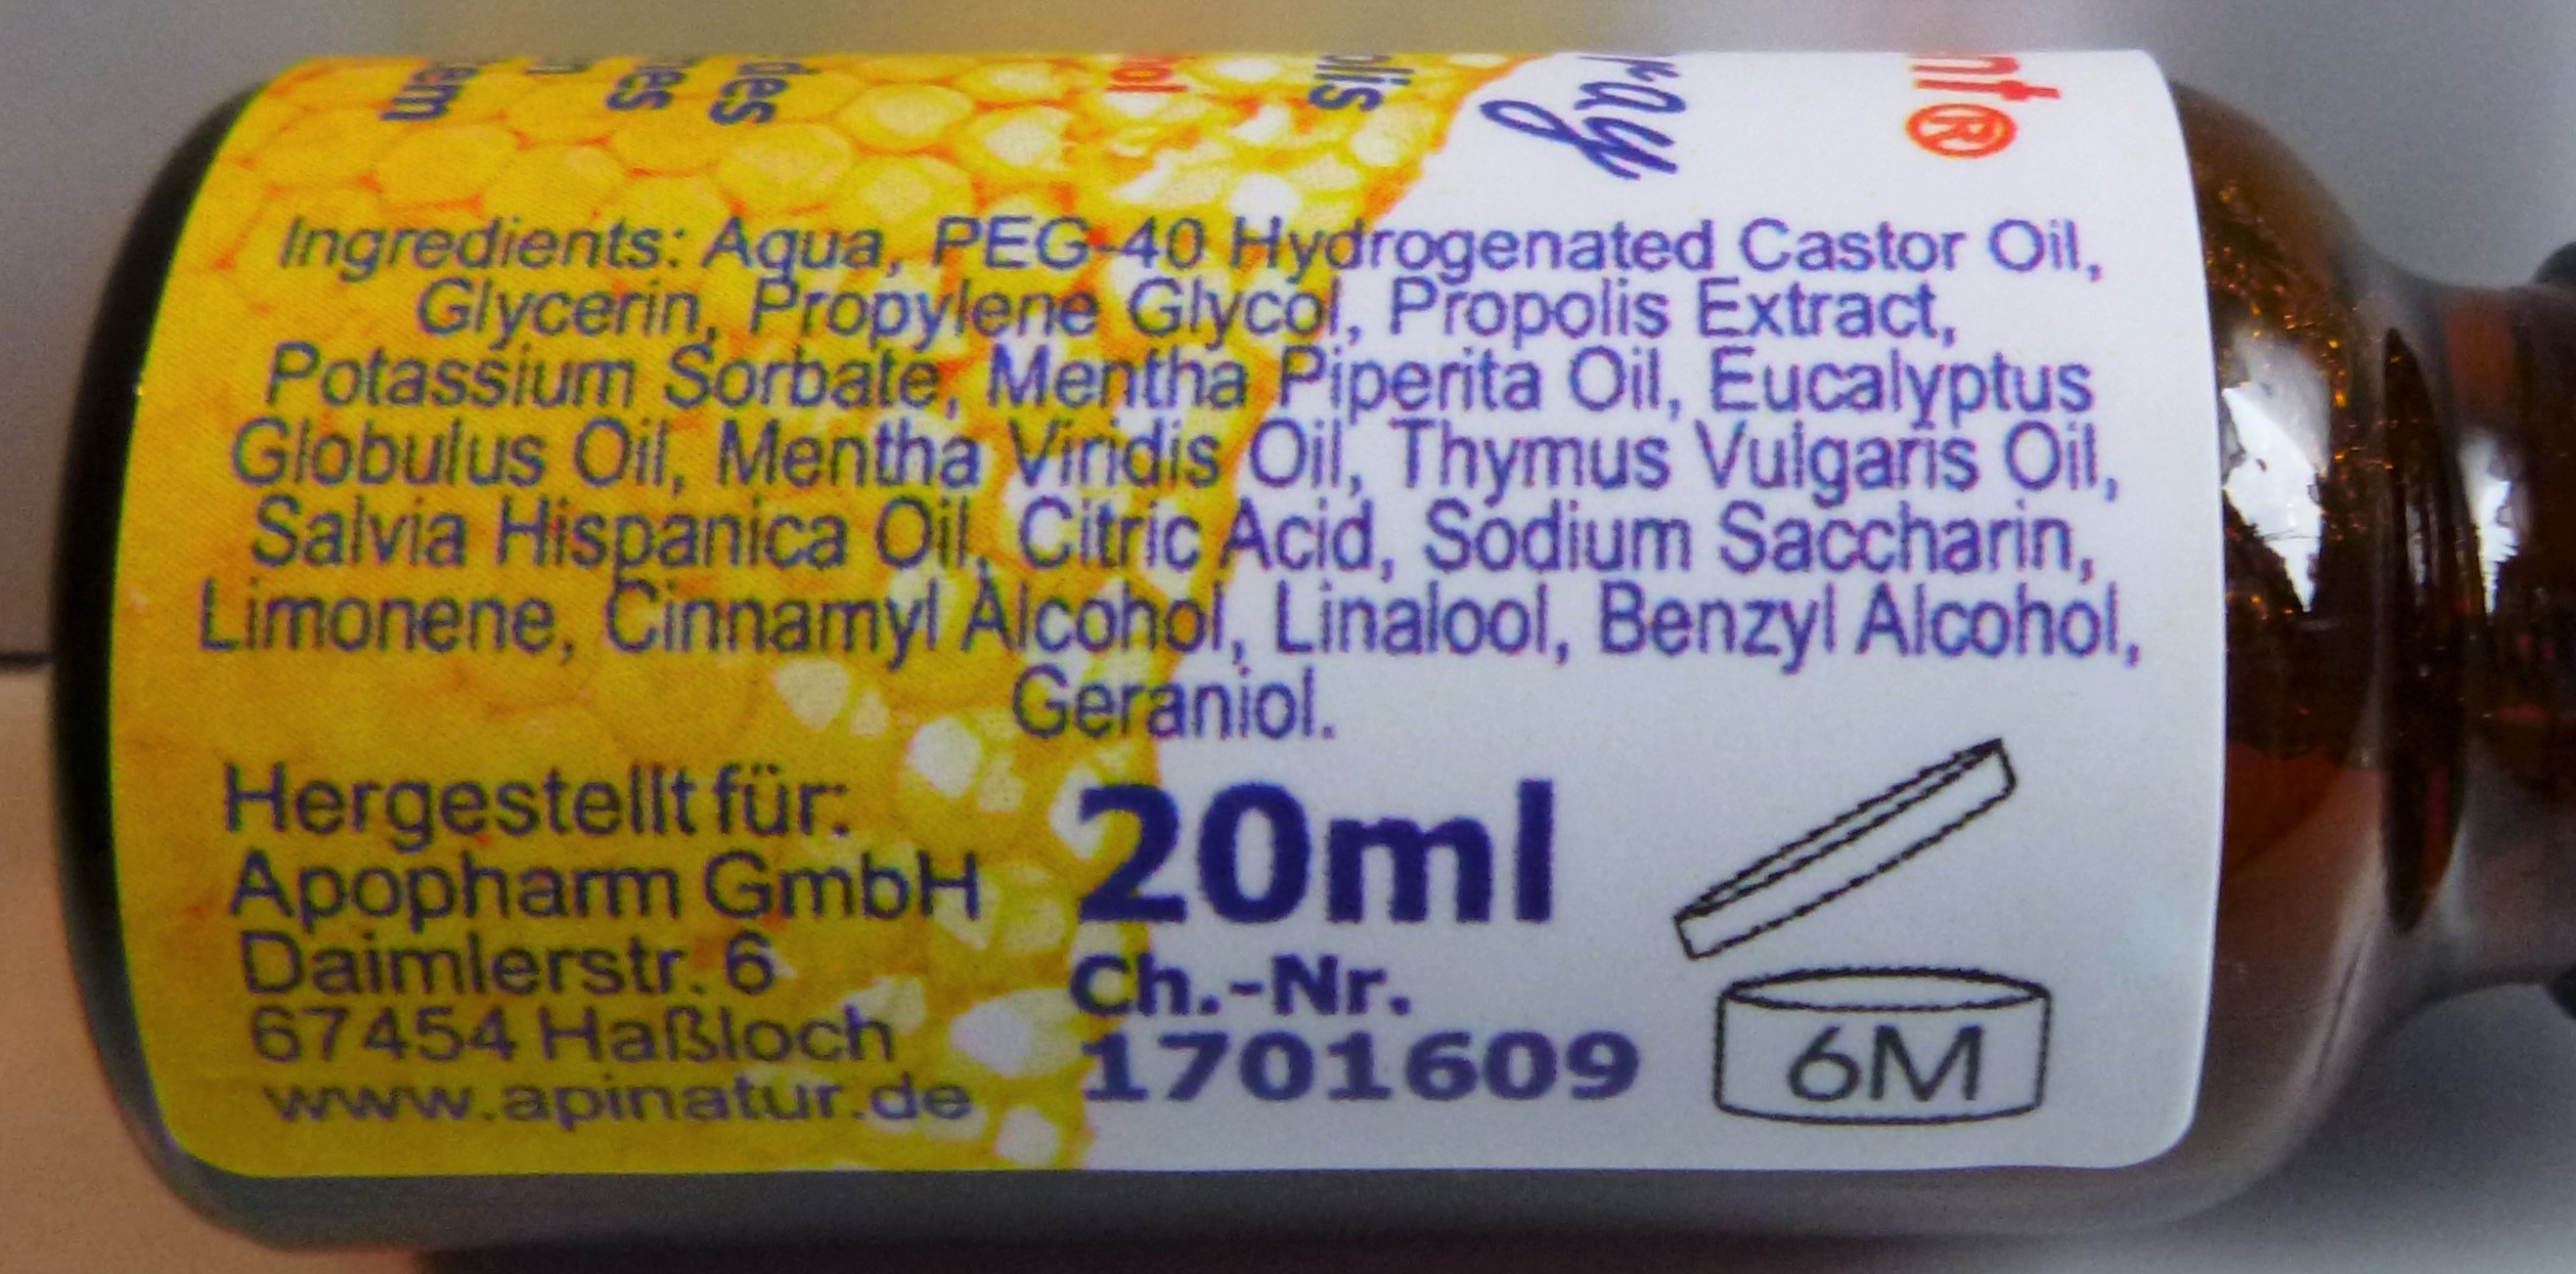 Ingredients: Aqua, PEG-40 Hydrogenated Castor Oil,
Glycerin, Propylene Glycol, Propolis Extract,
Potassium Sorbate, Mentha Piperita Oil, Eucalyptus
Globulus Oil, Mentha Viridis Oil, Thymus Vulgaris Oil,
Salvia Hispanica Oil, Citric Acid, Sodium Saccharin,
Limonene, Cinnamyl Alcohol, Linalool, Benzyl Alcohol,
Geraniol.
Hergestellt für:
Apopharm GmbH
Daimlerstr. 6
67454 Haßloch
www.apinatur.de
20ml
Ch.-Nr.
1701609
6M